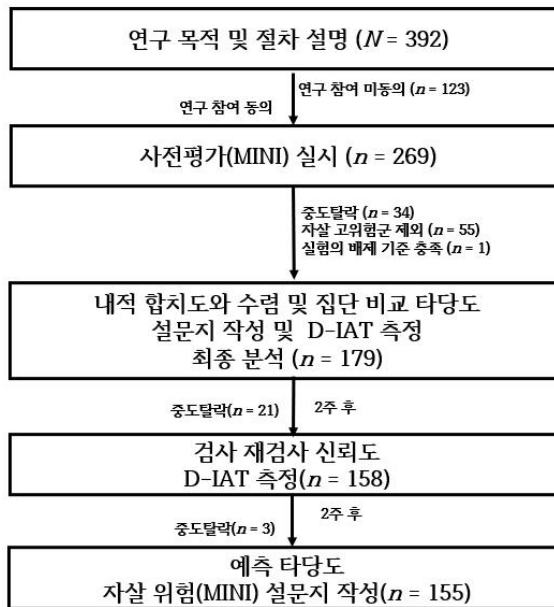 연구 목적 및 절차 설명 (N = 392)
연구 참여 미동의 (n = 123)
연구 참여 동의
사전평가(MINI) 실시 (n = 269)
중도탈락 (n = 34)
자살 고위험군 제외 (n = 55)
실험의 배제 기준 충족 (n = 1)
내적 합치도와 수렴 및 집단 비교 타당도
설문지 작성 및 D-IAT 측정
최종 분석 (n = 179)
중도탈락(n = 21)
2주 후
검사 재검사 신뢰도
D-IAT 측정(n = 158)
중도탈락(n = 3)
2주 후
예측 타당도
자살 위험(MINI) 설문지 작성(n = 155)